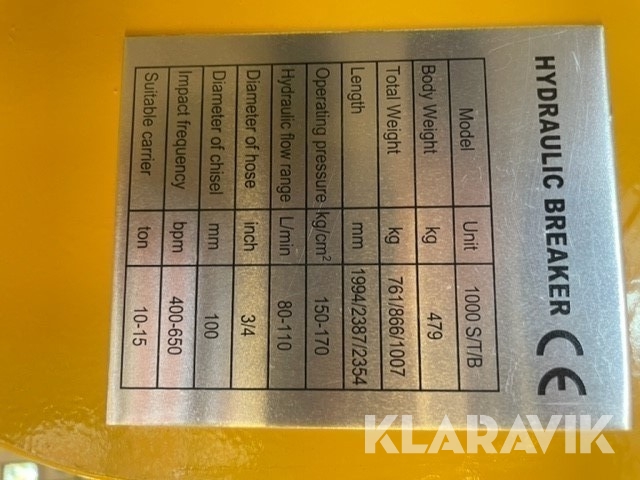 HYDRAULIC BREAKER CE
Model Unit 1000 S/T/B
Body Weight kg 479
Total Weight kg 761/866/1007
Length mm 1994/2387/2354
Operating pressure kg/cm² 150-170
Hydraulic flow range L/min 80-110
Diameter of hose inch 3/4
Diameter of chisel mm 100
Impact frequency bpm 400-650
Suitable carrier ton 10-15
KLARAVIK